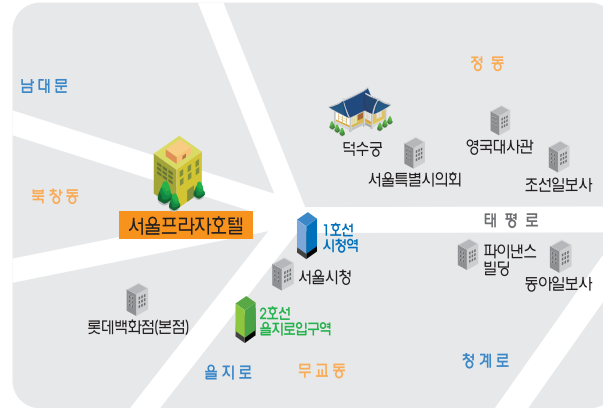 정동
남대문
덕수궁
영국대사관
서울특별시의회
조선일보사
북창동
서울프라자호텔
태평로
1호선
시청역
파이낸스
빌딩
서울시청
동아일보사
롯데백화점(본점)
2호선
을지로입구역
을지로
무교동
청계로